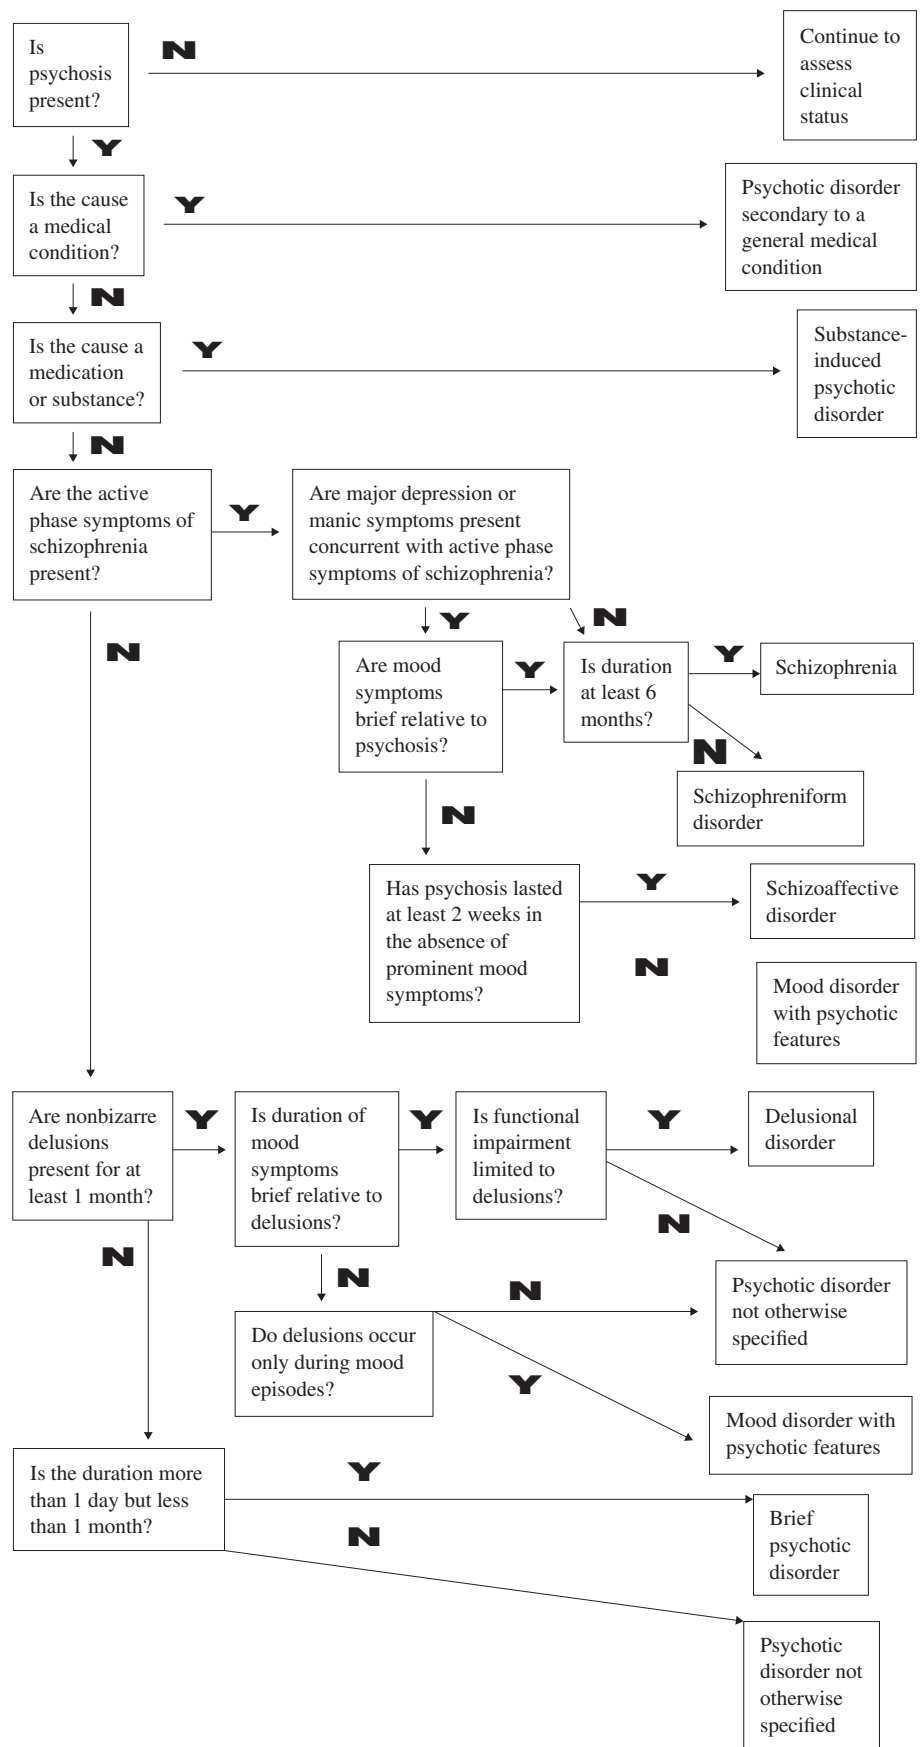 Is
psychosis
present?
N
Continue to
assess
clinical
status
Y
Is the cause
a medical
condition?
Y
Psychotic disorder
secondary to a
general medical
condition
N
Is the cause a
medication
or substance?
Y
Substance-
induced
psychotic
disorder
N
Are the active
phase symptoms of
schizophrenia
present?
Y
Are major depression or
manic symptoms present
concurrent with active phase
symptoms of schizophrenia?
N
Y
N
Are mood
symptoms
brief relative to
psychosis?
Y
Is duration
at least 6
months?
Y
Schizophrenia
N
Schizophreniform
disorder
N
Has psychosis lasted
at least 2 weeks in
the absence of
prominent mood
symptoms?
Y
Schizoaffective
disorder
N
Mood disorder
with psychotic
features
Are nonbizarre
delusions
present for at
least 1 month?
Y
Is duration of
mood
symptoms
brief relative to
delusions?
Y
Is functional
impairment
limited to
delusions?
Y
Delusional
disorder
N
N
N
Psychotic disorder
not otherwise
specified
Do delusions occur
only during mood
episodes?
N
Y
Mood disorder with
psychotic features
Is the duration more
than 1 day but less
than 1 month?
Y
Brief
psychotic
disorder
N
Psychotic
disorder not
otherwise
specified